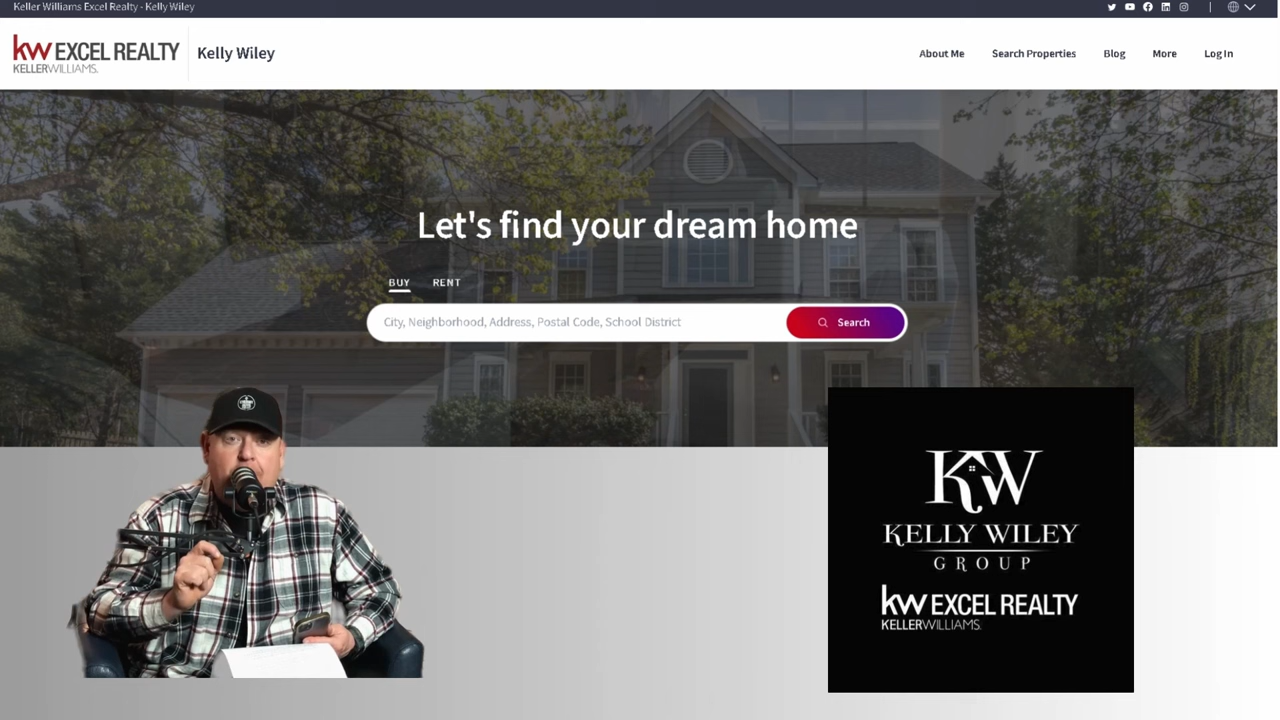 Keller Williams Excel Realty - Kelly Wiley
kw EXCEL REALTY
KELLERWILLIAMS.
Kelly Wiley
About Me
Search Properties
Blog
More
Log In
Let's find your dream home
BUY
RENT
City, Neighborhood, Address, Postal Code, School District
Search
KW
KELLY WILEY
GROUP
kw EXCEL REALTY
KELLERWILLIAMS.